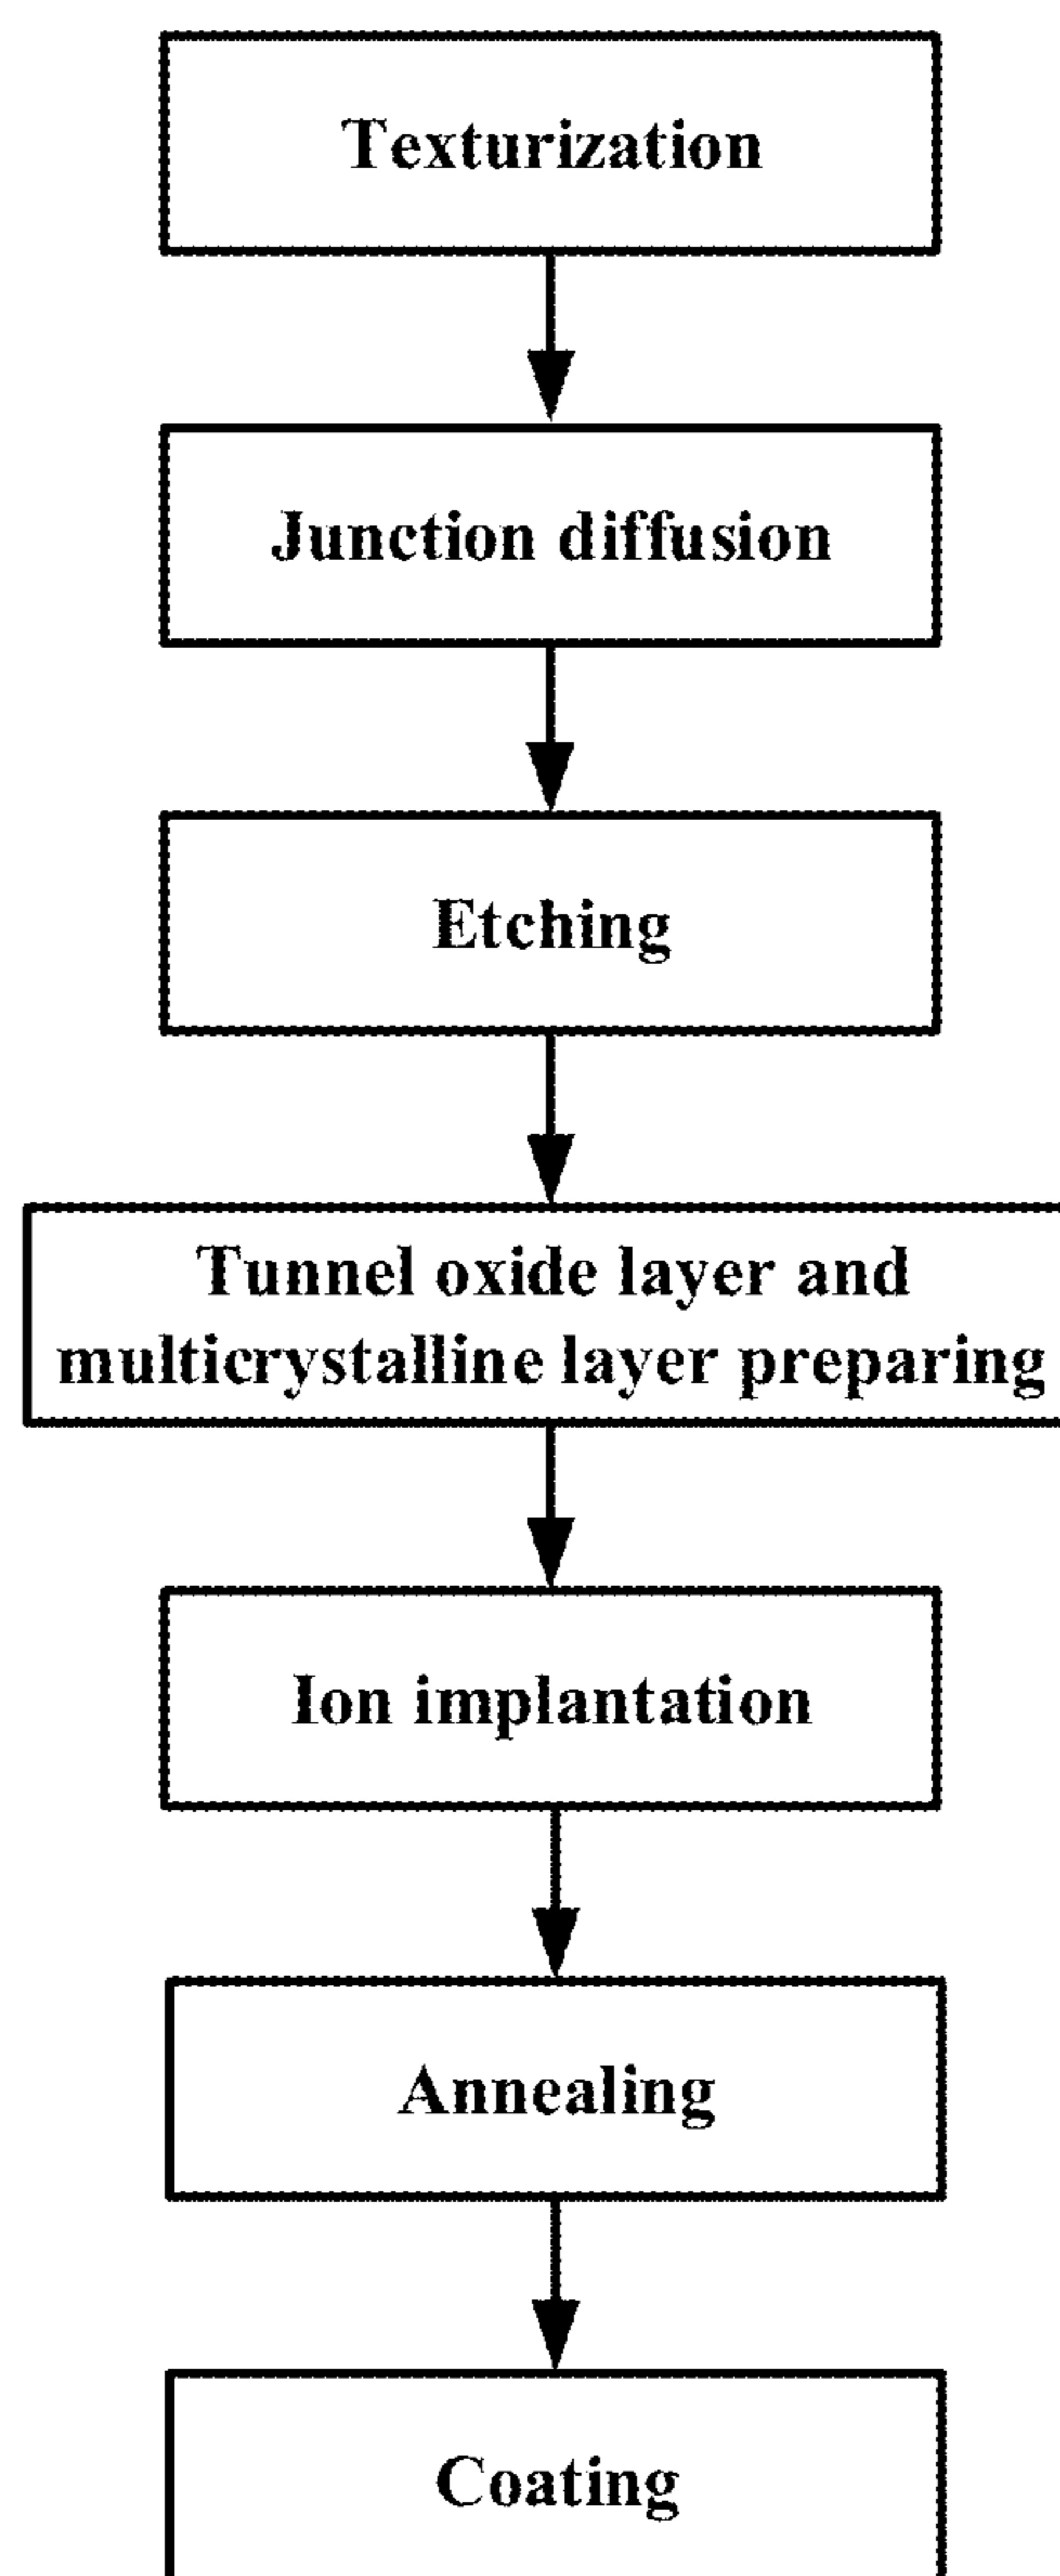 Texturization
Junction diffusion
Etching
Tunnel oxide layer and
multicrystalline layer preparing
Ion implantation
Annealing
Coating